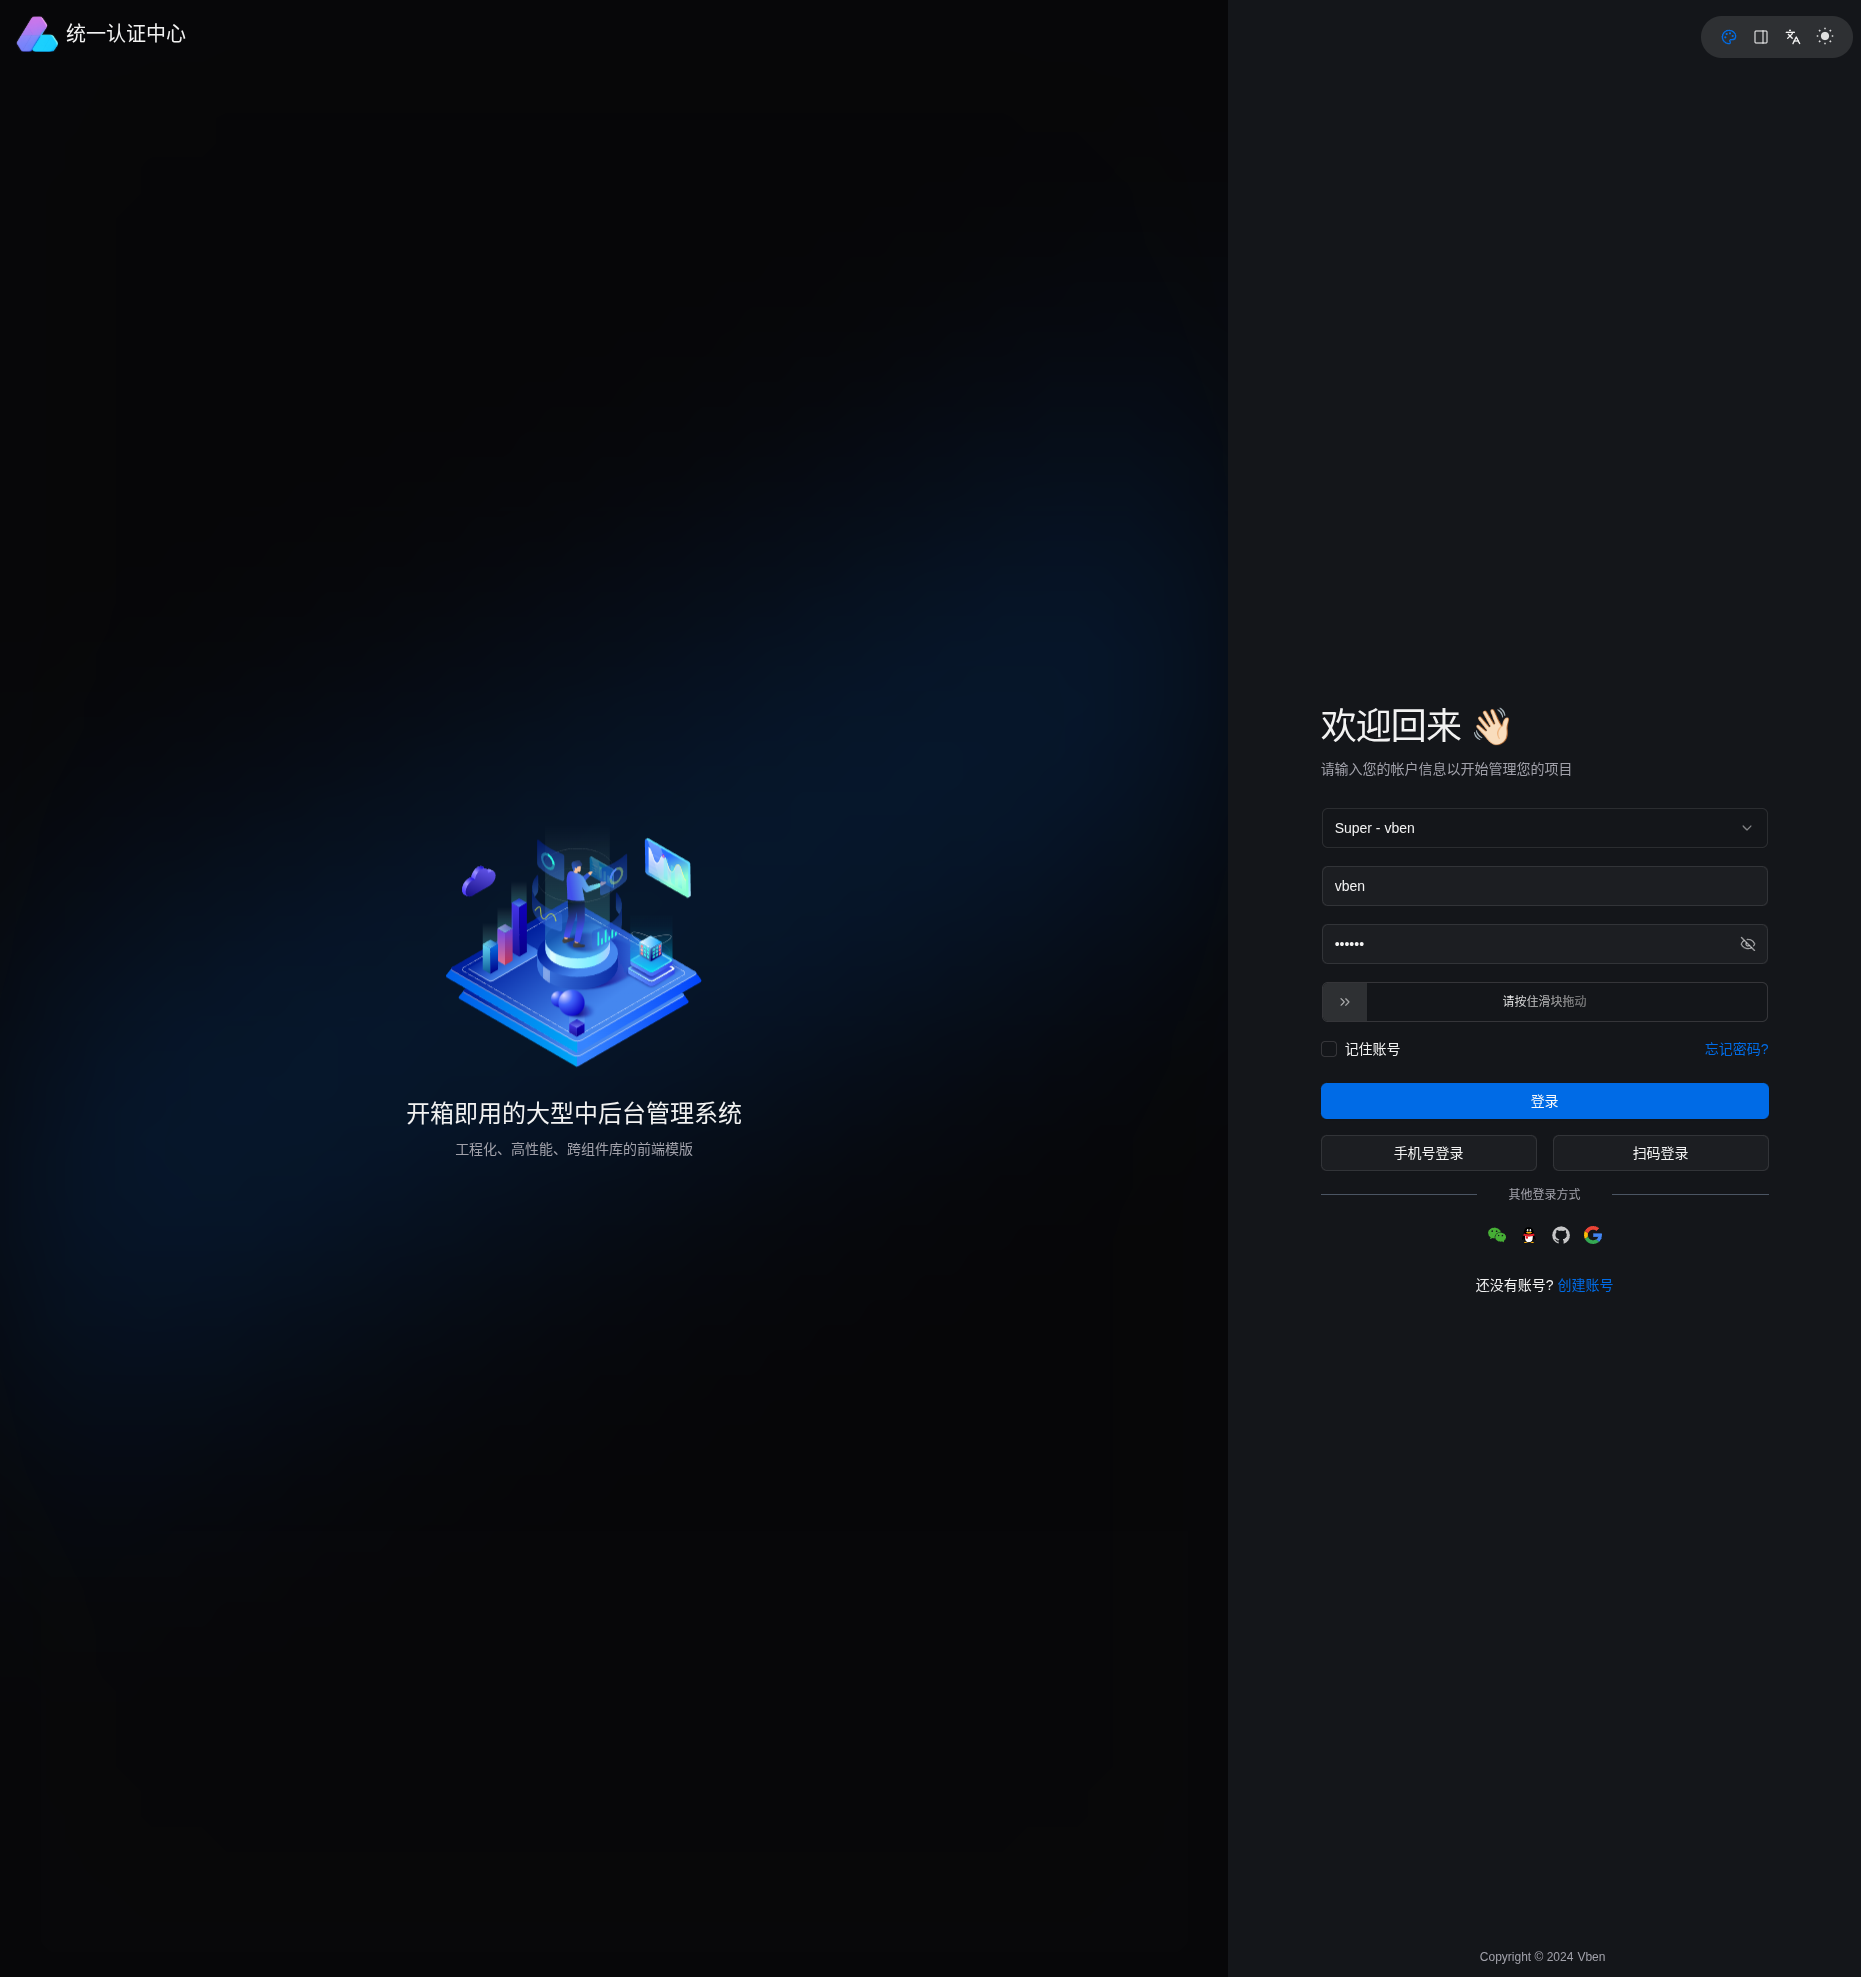 统一认证中心
开箱即用的大型中后台管理系统
工程化、高性能、跨组件库的前端模版
欢迎回来 👋🏻
请输入您的帐户信息以开始管理您的项目
Super - vben
vben
••••••
请按住滑块拖动
记住账号
忘记密码?
登录
手机号登录
扫码登录
其他登录方式
还没有账号? 创建账号
Copyright © 2024 Vben